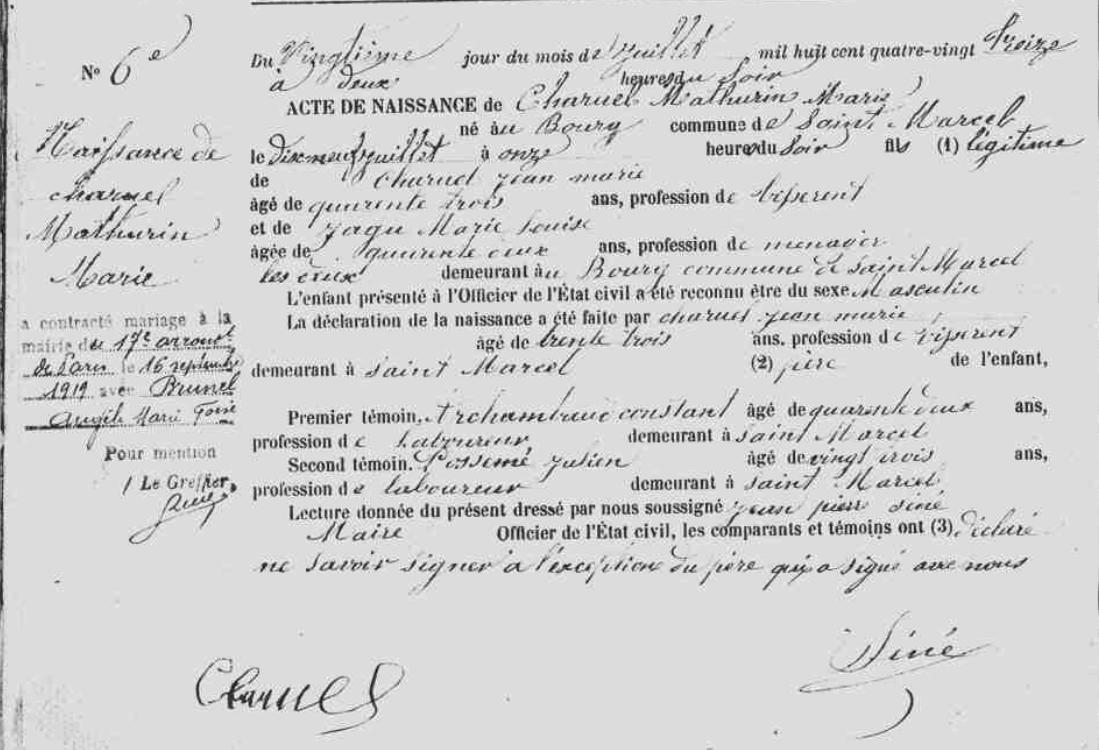 N° 6e
Naissance de
charuel
Mathurin
Marie
a contracté mariage à la
mairie du 17e arrondt
de Paris le 16 septembre
1919 avec Brunel
Angèle Marie
Pour mention
Le Greffier,
Du Vingtième jour du mois de juillet mil huit cent quatre-vingt treize
à deux heures du Soir
ACTE DE NAISSANCE de Charuel Mathurin Marie
né au Bourg commune de Saint Marcel
le dix neuf juillet à onze heures du Soir fils (1) légitime
de Charuel jean marie
âgé de quarente trois ans, profession de tisserent
et de jagu Marie Louise
âgée de quarente eux ans, profession de menager
les eux demeurant au Bourg commune de Saint Marcel
L'enfant présenté à l'Officier de l'État civil a été reconnu être du sexe Masculin
La déclaration de la naissance a été faite par charuel jean marie
âgé de trente trois ans, profession de tisserent
demeurant à saint Marcel (2) père de l'enfant,
Premier témoin, Archambaud constant âgé de quarente deux ans,
profession de laboureur demeurant à saint Marcel
Second témoin. Possemé julien âgé de vingt trois ans,
profession de laboureur demeurant à saint Marcel
Lecture donnée du présent dressé par nous soussigné jean pierre siné
Maire Officier de l'État civil, les comparants et témoins ont (3) déclaré
ne savoir signer à l'exception du père qui a signé avec nous
Siné
Charuel